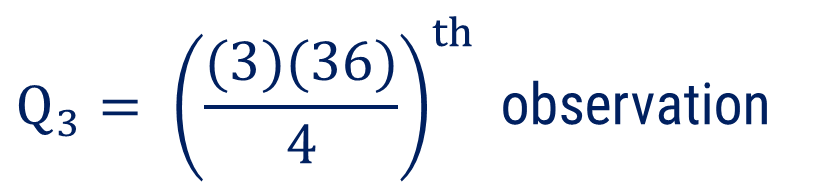 Q₃ = ((3)(36)/4)ᵗʰ observation